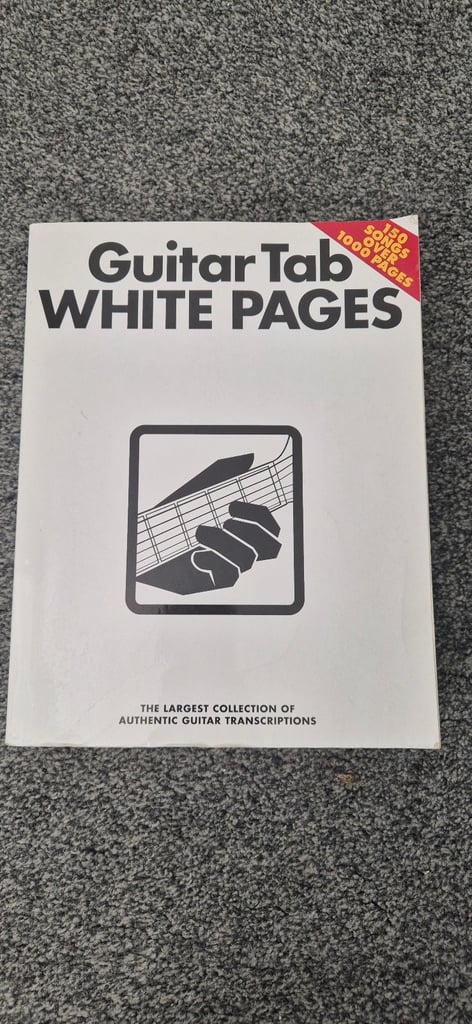 Guitar Tab
WHITE PAGES
150
SONGS
OVER
1000 PAGES
THE LARGEST COLLECTION OF
AUTHENTIC GUITAR TRANSCRIPTIONS